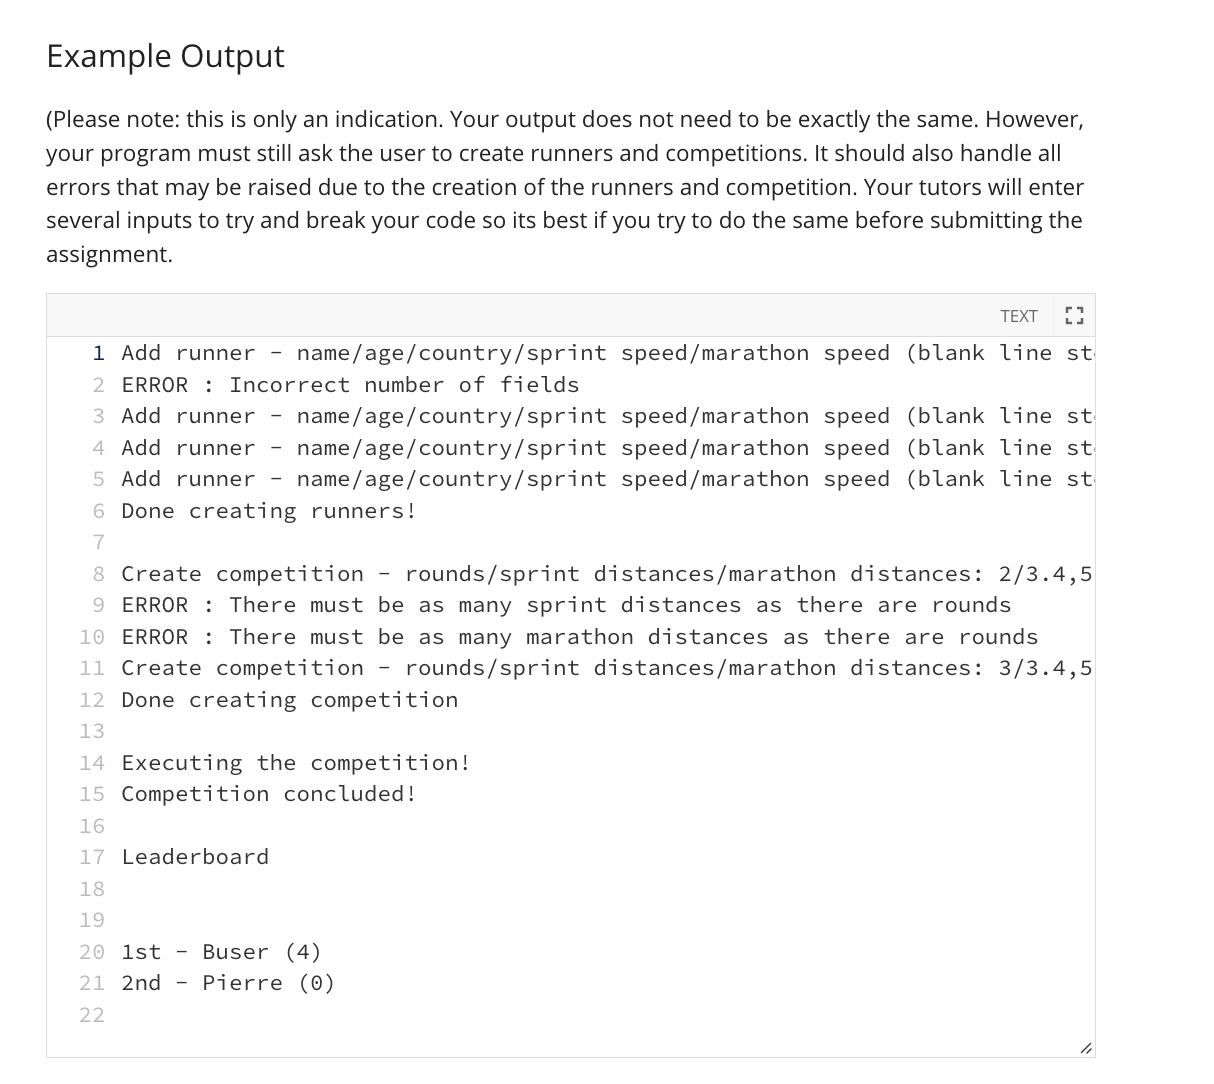 Example Output
(Please note: this is only an indication. Your output does not need to be exactly the same. However,
your program must still ask the user to create runners and competitions. It should also handle all
errors that may be raised due to the creation of the runners and competition. Your tutors will enter
several inputs to try and break your code so its best if you try to do the same before submitting the
assignment.
TEXT
1 Add runner - name/age/country/sprint speed/marathon speed (blank line
2 ERROR : Incorrect number of fields
3 Add runner - name/age/country/sprint speed/marathon speed (blank line
4 Add runner - name/age/country/sprint speed/marathon speed (blank line
5 Add runner - name/age/country/sprint speed/marathon speed (blank line
6 Done creating runners!
7
8 Create competition - rounds/sprint distances/marathon distances: 2/3.4,5
9 ERROR : There must be as many sprint distances as there are rounds
10 ERROR : There must be as many marathon distances as there are rounds
11 Create competition - rounds/sprint distances/marathon distances: 3/3.4,5
12 Done creating competition
13
14 Executing the competition!
15 Competition concluded!
16
17 Leaderboard
18
19
20 1st - Buser (4)
21 2nd - Pierre (0)
22